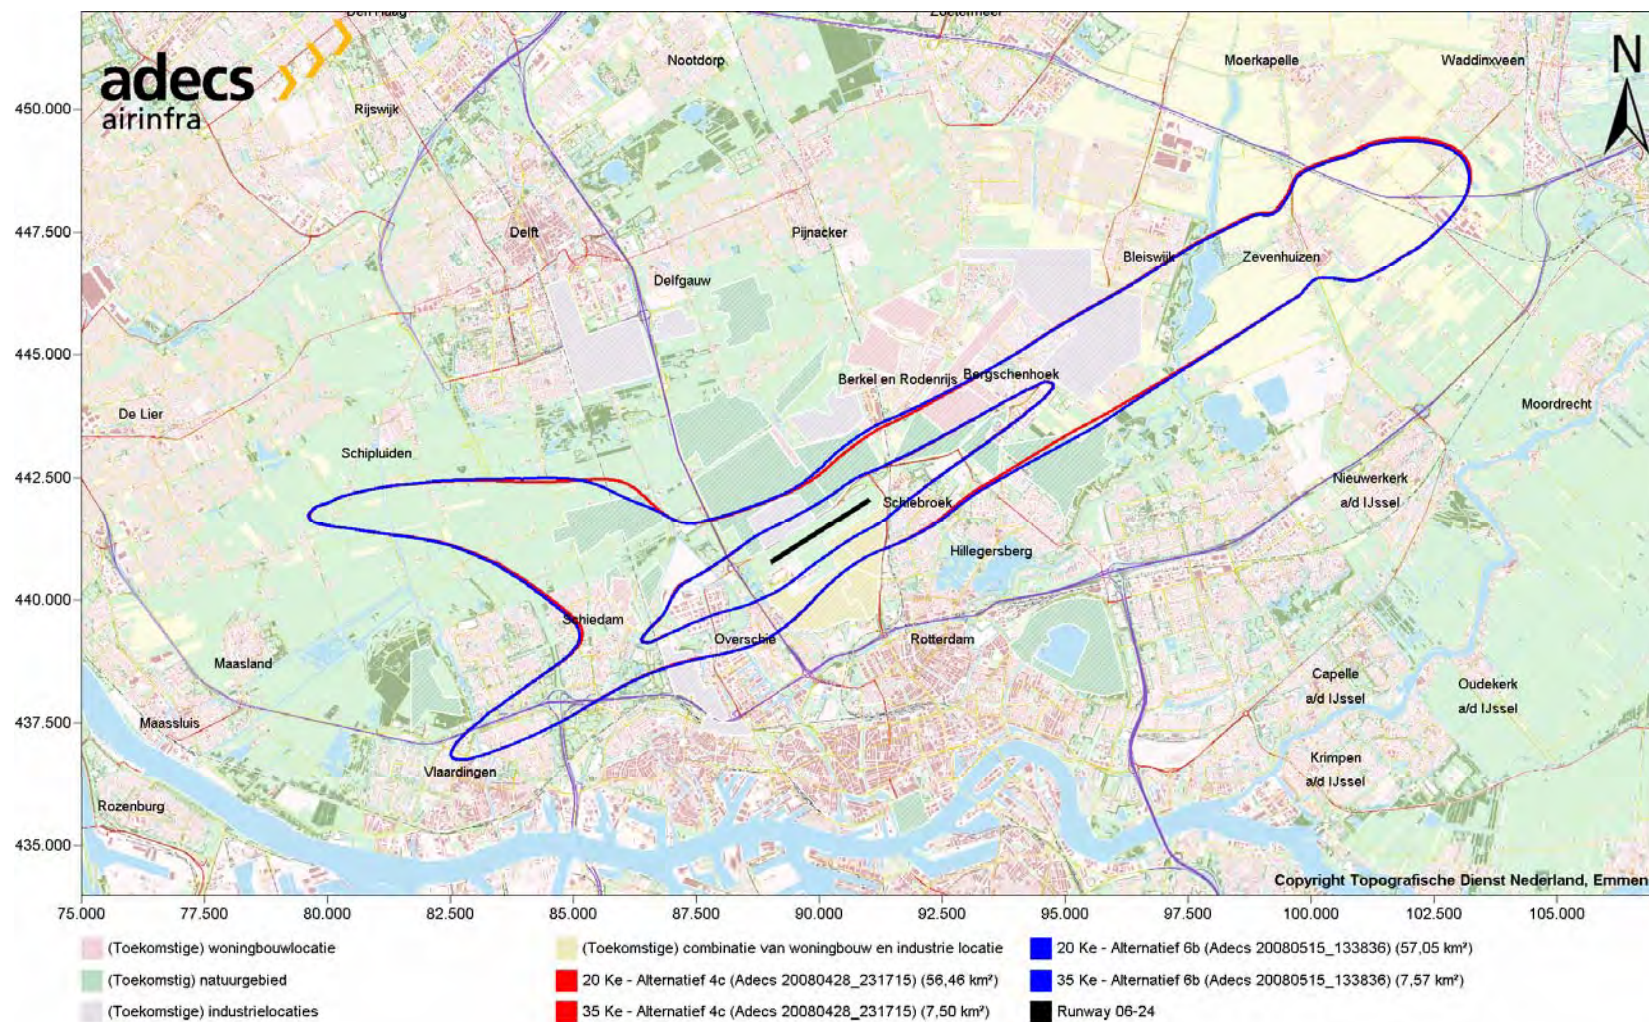 Den Haag
Zoetermeer
adecs
airinfra
Nootdorp
Moerkapelle
Waddinxveen
N
Rijswijk
450.000
Delft
Pijnacker
447.500
Bleiswijk
Zevenhuizen
Delfgauw
445.000
Berkel en Rodenrijs
Bergschenhoek
De Lier
Moordrecht
Schipluiden
442.500
Nieuwerkerk
a/d IJssel
Schiebroek
Hillegersberg
440.000
Schiedam
Overschie
Rotterdam
Maasland
Capelle
a/d IJssel
Oudekerk
a/d IJssel
437.500
Maassluis
Krimpen
a/d IJssel
Vlaardingen
Rozenburg
435.000
Copyright Topografische Dienst Nederland, Emmen
75.000 77.500 80.000 82.500 85.000 87.500 90.000 92.500 95.000 97.500 100.000 102.500 105.000
(Toekomstige) woningbouwlocatie
(Toekomstig) natuurgebied
(Toekomstige) industrielocaties
(Toekomstige) combinatie van woningbouw en industrie locatie
20 Ke - Alternatief 4c (Adecs 20080428_231715) (56,46 km²)
35 Ke - Alternatief 4c (Adecs 20080428_231715) (7,50 km²)
20 Ke - Alternatief 6b (Adecs 20080515_133836) (57,05 km²)
35 Ke - Alternatief 6b (Adecs 20080515_133836) (7,57 km²)
Runway 06-24